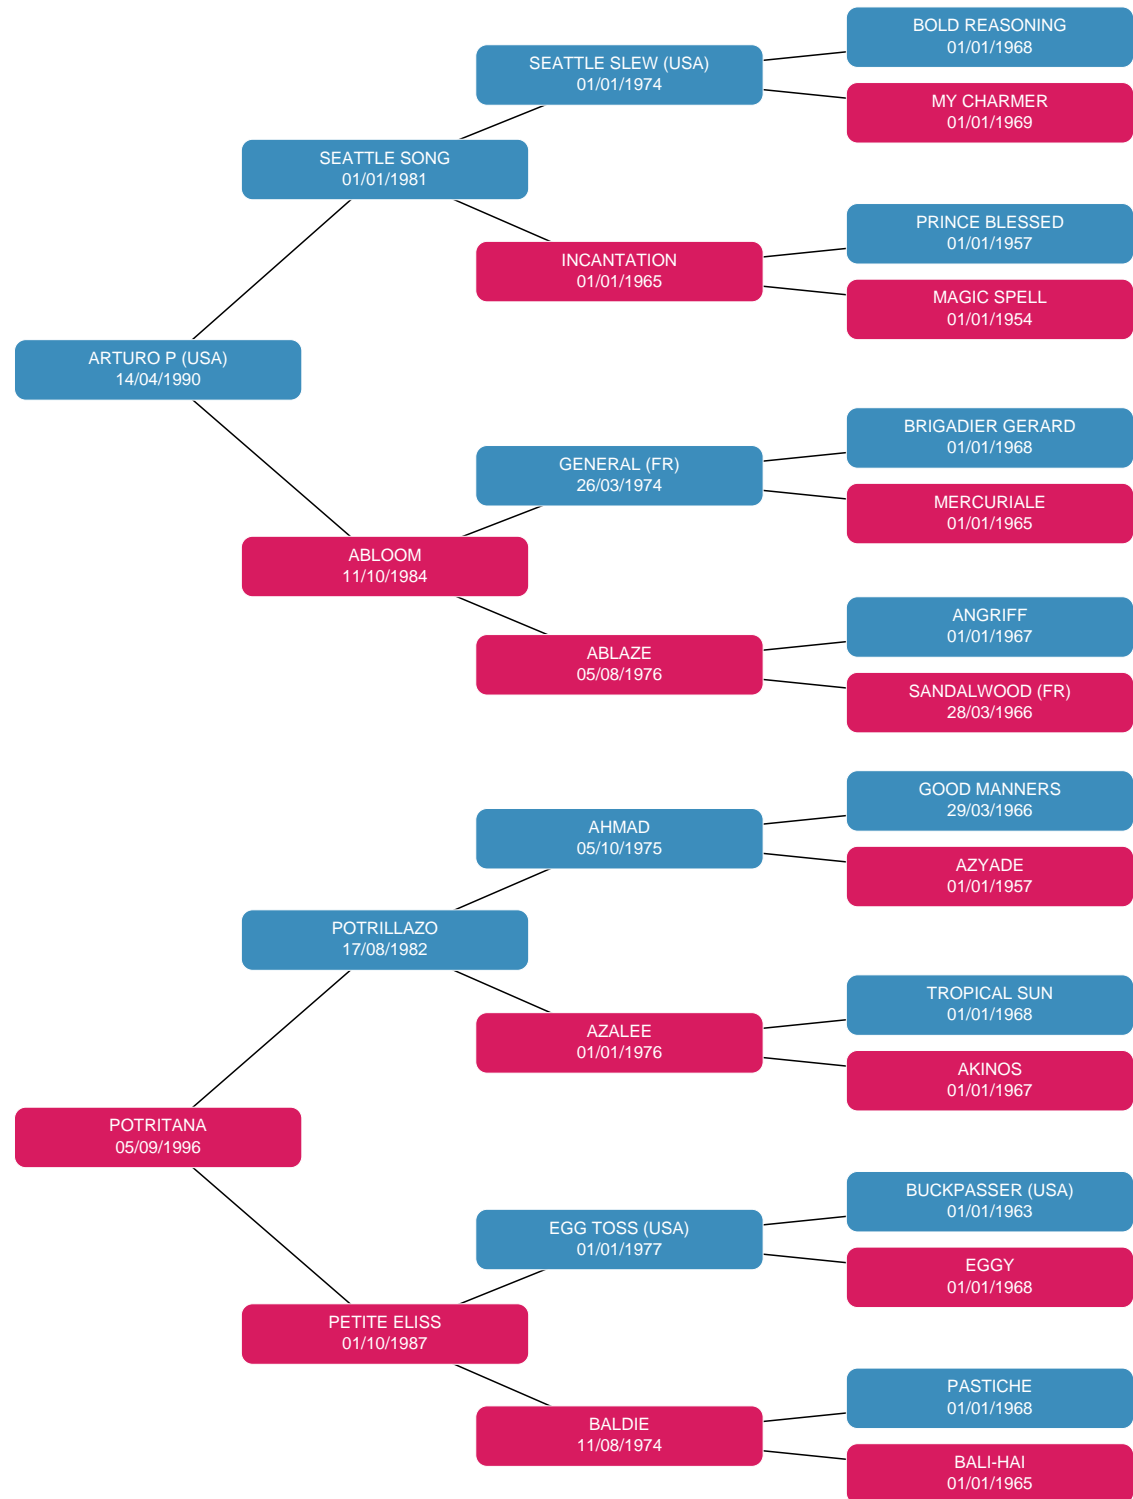 BOLD REASONING
01/01/1968
SEATTLE SLEW (USA)
01/01/1974
MY CHARMER
01/01/1969
SEATTLE SONG
01/01/1981
PRINCE BLESSED
01/01/1957
INCANTATION
01/01/1965
MAGIC SPELL
01/01/1954
ARTURO P (USA)
14/04/1990
BRIGADIER GERARD
01/01/1968
GENERAL (FR)
26/03/1974
MERCURIALE
01/01/1965
ABLOOM
11/10/1984
ANGRIFF
01/01/1967
ABLAZE
05/08/1976
SANDALWOOD (FR)
28/03/1966
GOOD MANNERS
29/03/1966
AHMAD
05/10/1975
AZYADE
01/01/1957
POTRILLAZO
17/08/1982
TROPICAL SUN
01/01/1968
AZALEE
01/01/1976
AKINOS
01/01/1967
POTRITANA
05/09/1996
BUCKPASSER (USA)
01/01/1963
EGG TOSS (USA)
01/01/1977
EGGY
01/01/1968
PETITE ELISS
01/10/1987
PASTICHE
01/01/1968
BALDIE
11/08/1974
BALI-HAI
01/01/1965